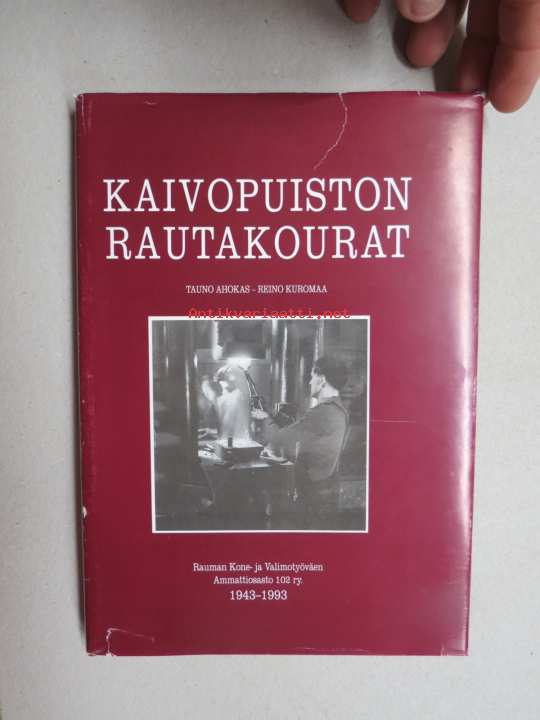 KAIVOPUISTON
RAUTAKOURAT
TAUNO AHOKAS – REINO KUROMAA
Antikvariaatti.net
Rauman Kone- ja Valimotyöväen
Ammattiosasto 102 ry.
1943–1993